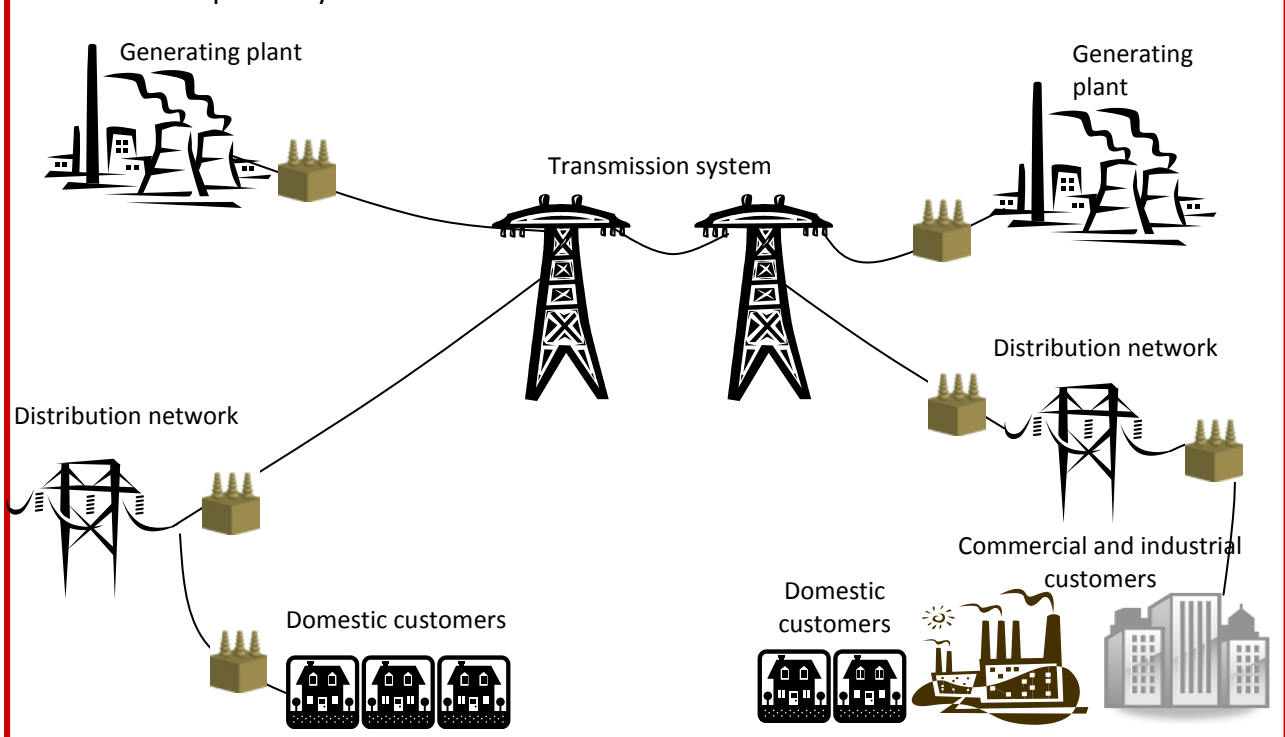 Generating plant
Generating
plant
Transmission system
Distribution network
Distribution network
Commercial and industrial
customers
Domestic
customers
Domestic customers